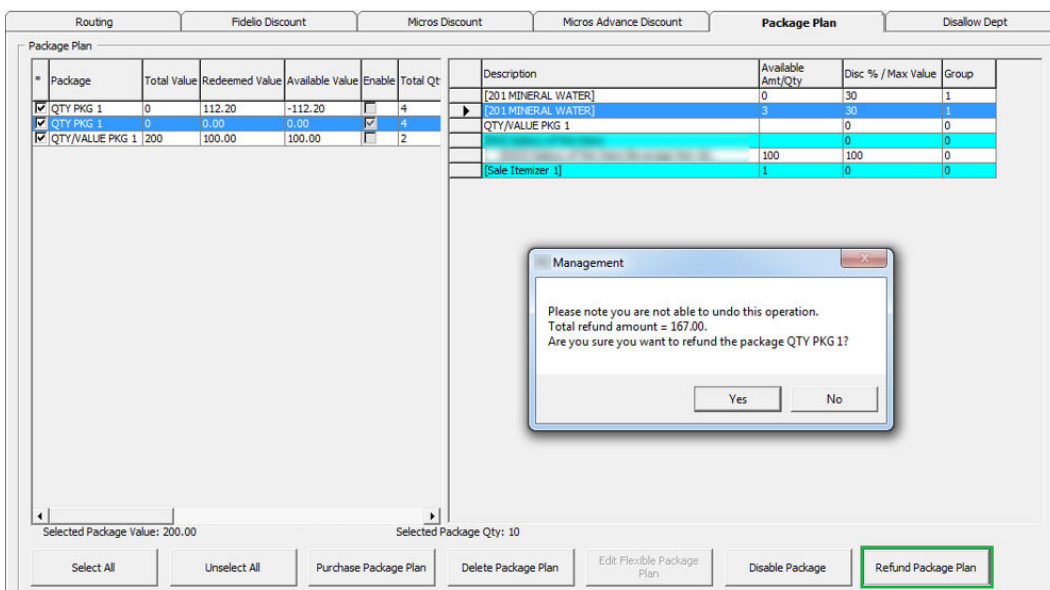 Routing Fidelio Discount Micros Discount Micros Advance Discount Package Plan Disallow Dept
Package Plan
* Package Total Value Redeemed Value Available Value Enable Total Qt
QTY PKG 1 0 112.20 -112.20 4
QTY PKG 1 0 0.00 0.00 4
QTY/VALUE PKG 1 200 100.00 100.00 2
Description Available Amt/Qty Disc % / Max Value Group
[201 MINERAL WATER] 0 30 1
[201 MINERAL WATER] 3 30 1
QTY/VALUE PKG 1 0 0
0 0
100 100 0
[Sale Itemizer 1] 1 0 0
Management
Please note you are not able to undo this operation.
Total refund amount = 167.00.
Are you sure you want to refund the package QTY PKG 1?
Yes No
Selected Package Value: 200.00 Selected Package Qty: 10
Select All Unselect All Purchase Package Plan Delete Package Plan Edit Flexible Package Plan Disable Package Refund Package Plan